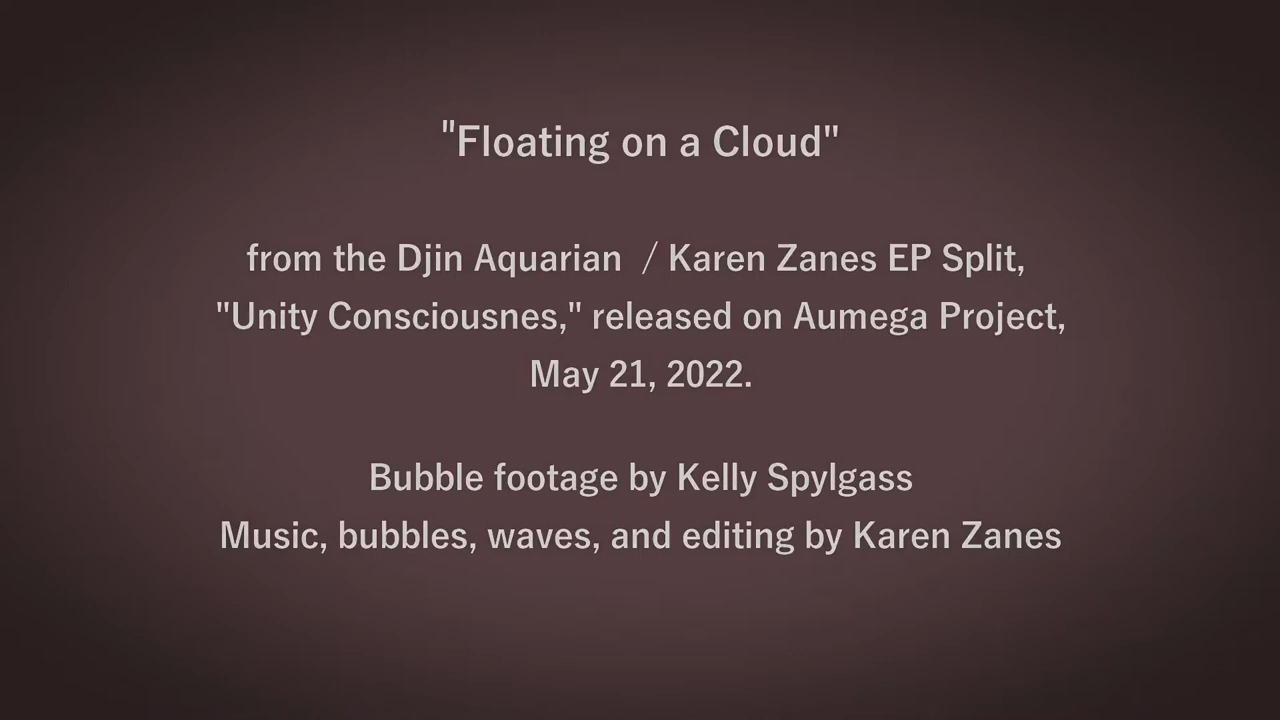 "Floating on a Cloud"
from the Djin Aquarian / Karen Zanes EP Split,
"Unity Consciousnes," released on Aumega Project,
May 21, 2022.
Bubble footage by Kelly Spylgass
Music, bubbles, waves, and editing by Karen Zanes